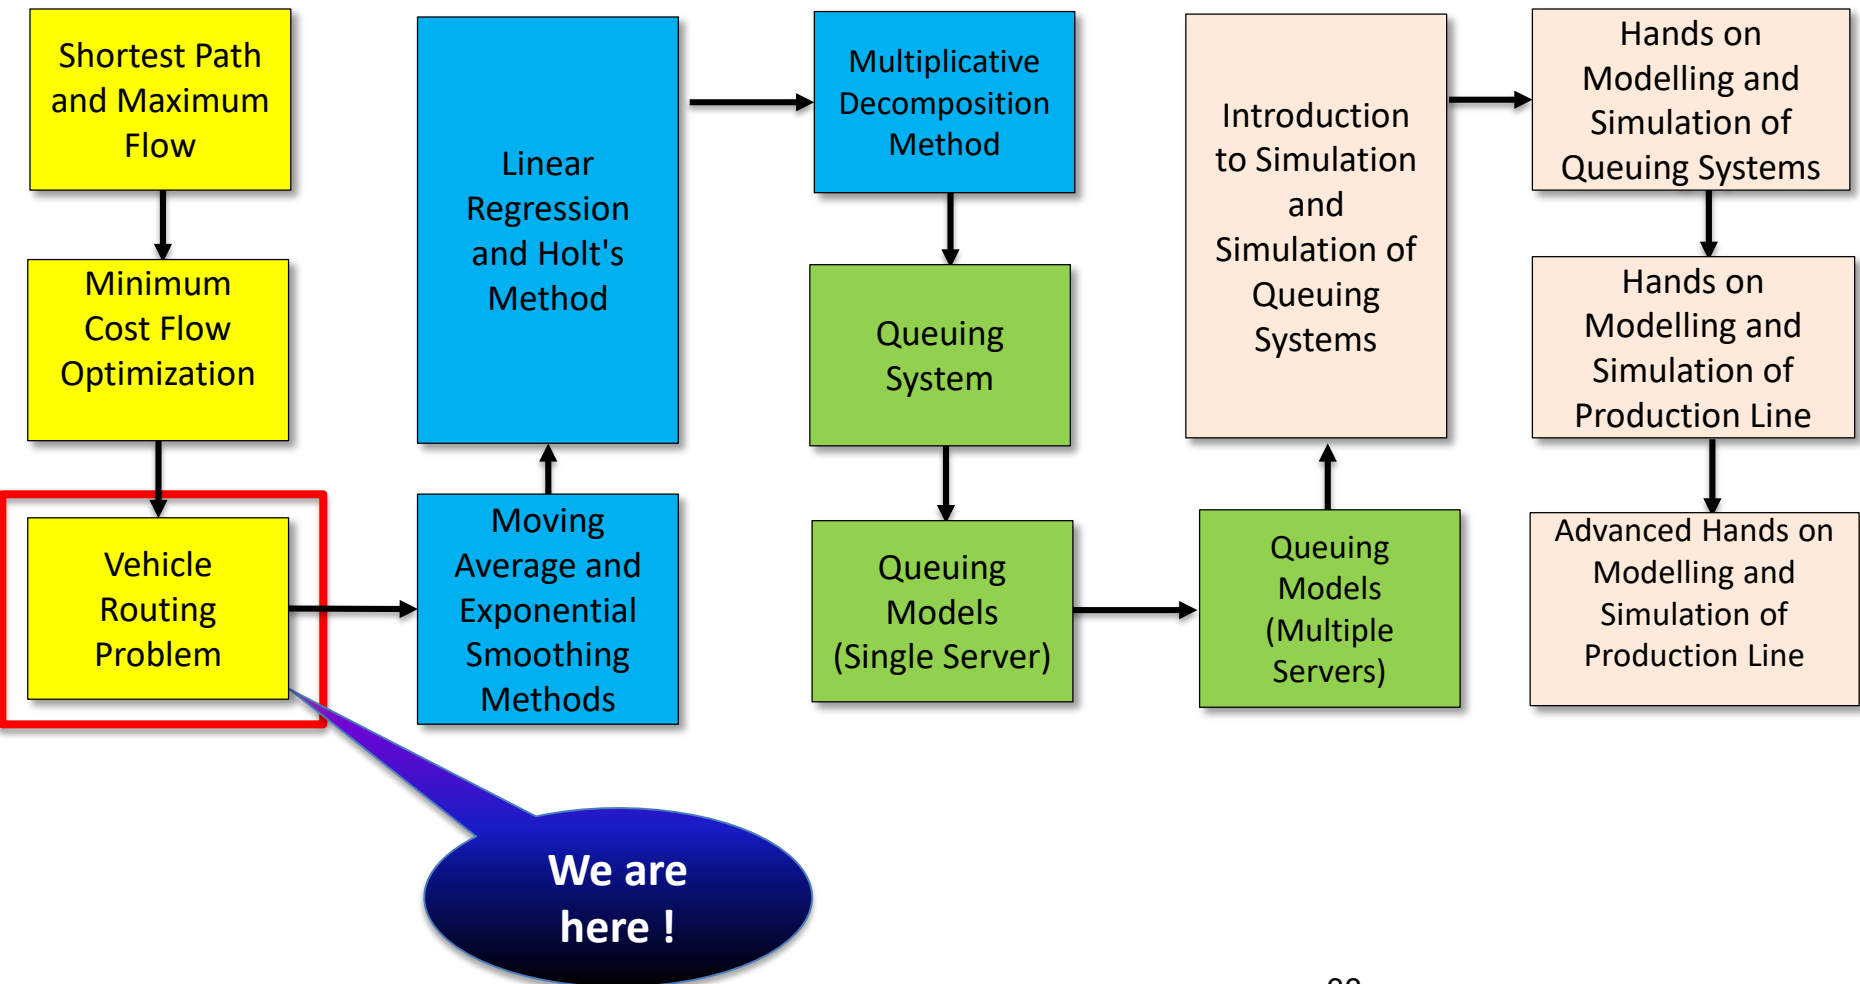 Shortest Path
and Maximum
Flow
Minimum
Cost Flow
Optimization
Vehicle
Routing
Problem
Moving
Average and
Exponential
Smoothing
Methods
Linear
Regression
and Holt's
Method
Multiplicative
Decomposition
Method
Queuing
System
Queuing
Models
(Single Server)
Queuing
Models
(Multiple
Servers)
Introduction
to Simulation
and
Simulation of
Queuing
Systems
Hands on
Modelling and
Simulation of
Queuing Systems
Hands on
Modelling and
Simulation of
Production Line
Advanced Hands on
Modelling and
Simulation of
Production Line
We are
here !